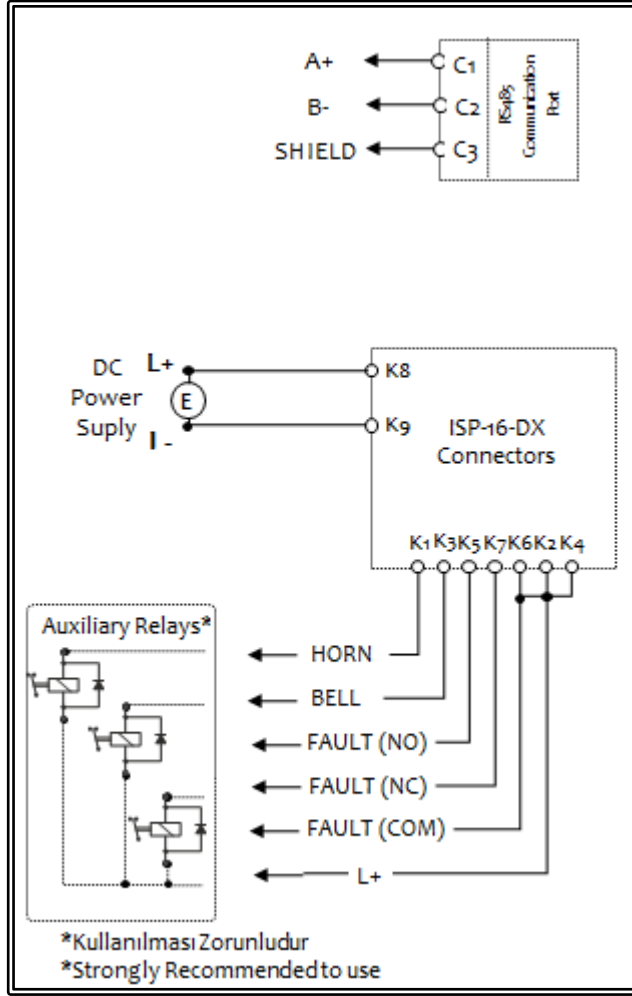 A+
C1
B-
C2
SHIELD
C3
RS485
Communication
Port
DC
Power
Suply
L+
E
I -
K8
K9
ISP-16-DX
Connectors
K1 K3 K5 K7 K6 K2 K4
Auxiliary Relays*
HORN
BELL
FAULT (NO)
FAULT (NC)
FAULT (COM)
L+
*Kullanılması Zorunludur
*Strongly Recommended to use